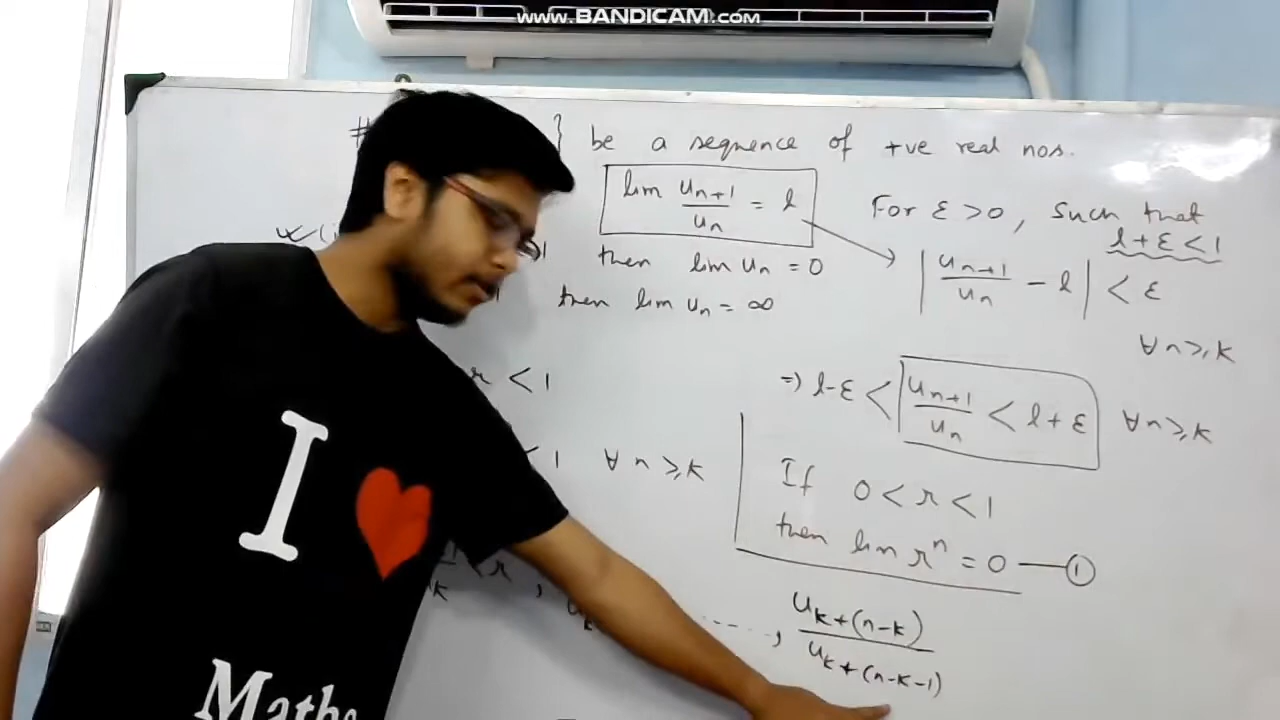 www.BANDICAM.com
# } be a sequence of +ve real nos.
lim u_{n+1}/u_n = l
For ε > 0, such that
l + ε < 1
then lim u_n = 0
| u_{n+1}/u_n - l | < ε
then lim u_n = ∞
∀ n ≥ k
r < 1
⇒ l - ε < u_{n+1}/u_n < l + ε ∀ n ≥ k
< 1 ∀ n ≥ k
If 0 < r < 1
then lim r^n = 0 — ①
< r , ----, u_{k+(n-k)}/u_{k+(n-k-1)}
I ♥
Maths